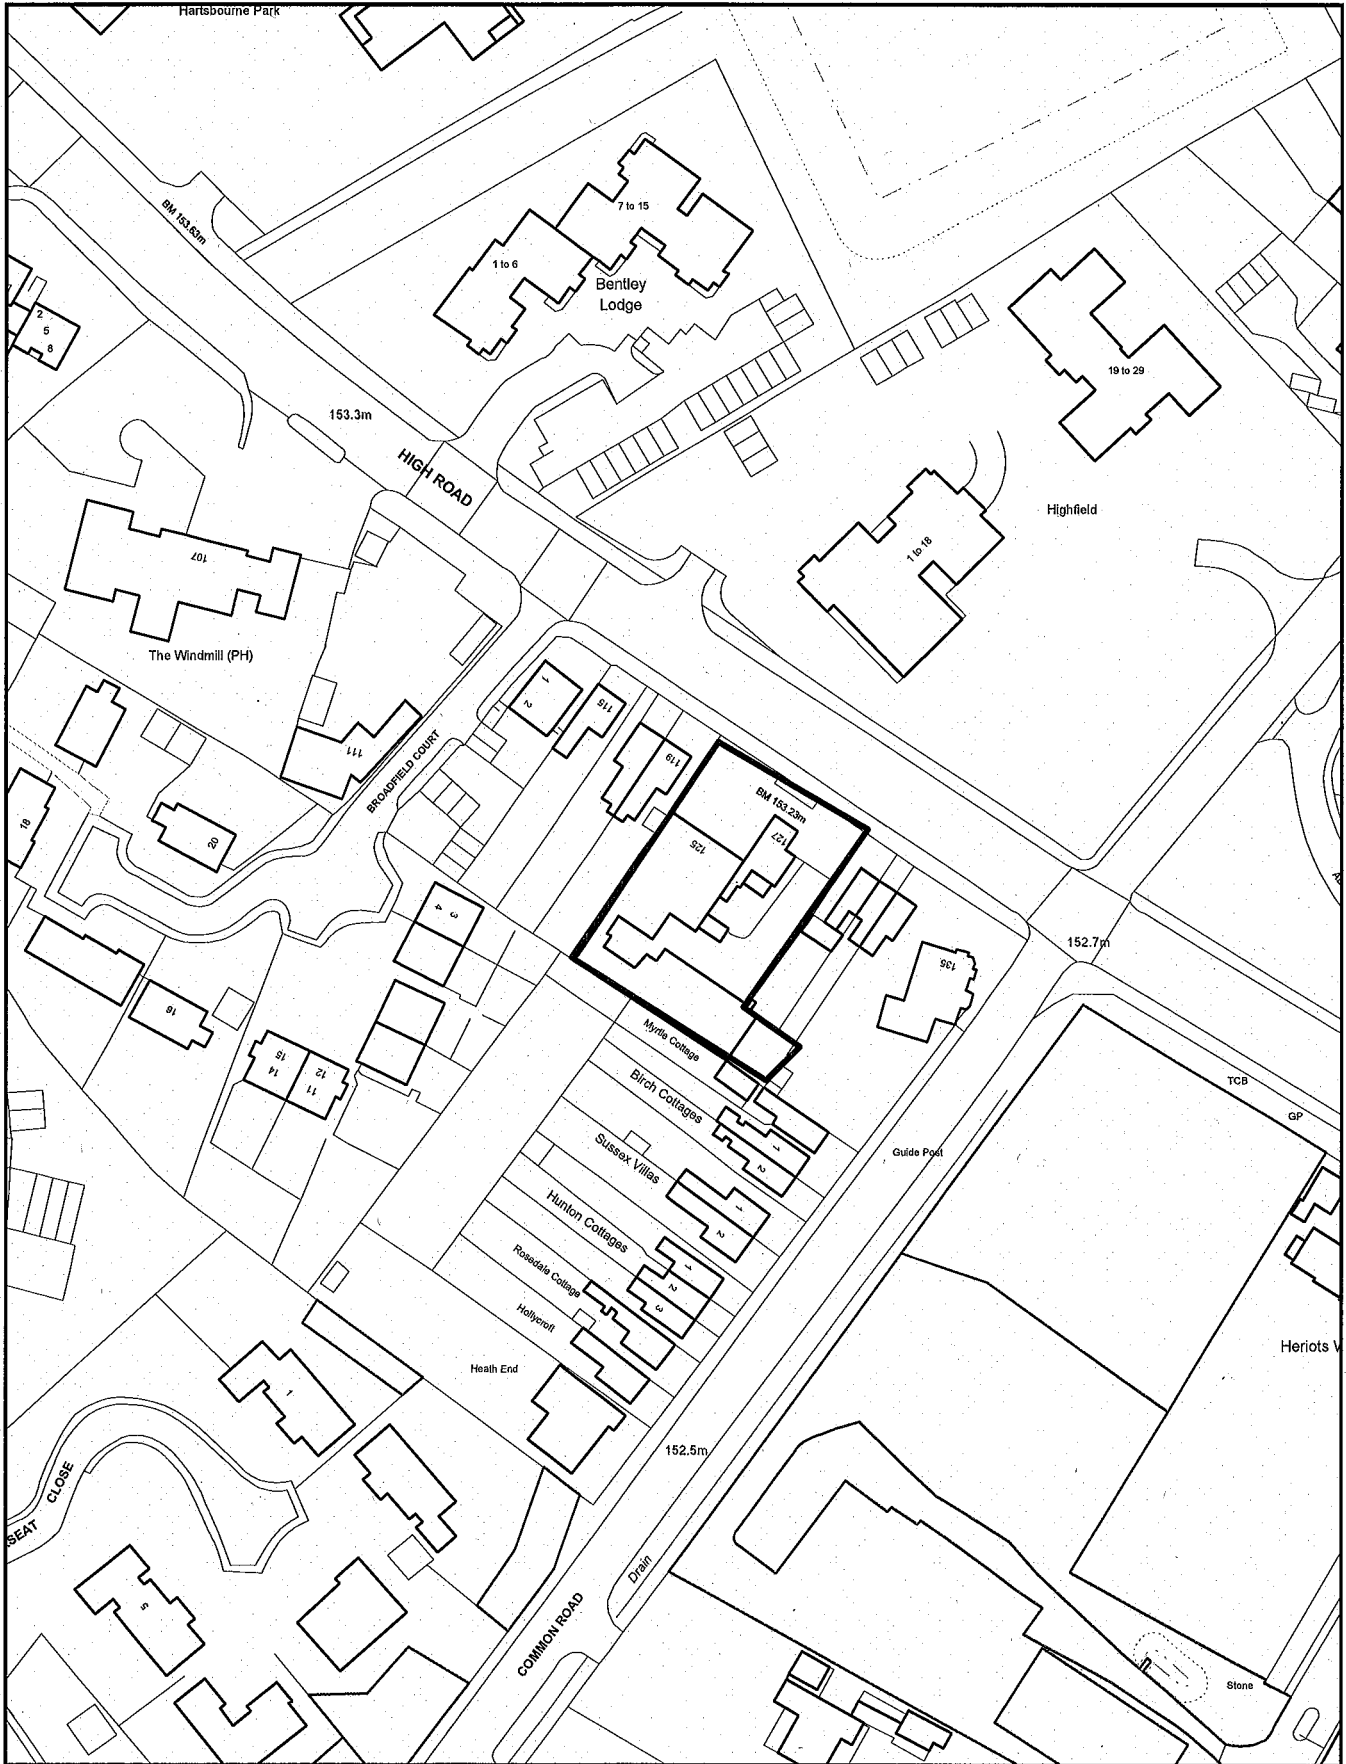 Hartsbourne Park
BM 153.63m
7 to 15
1 to 6
Bentley
Lodge
2
5
8
19 to 29
153.3m
HIGH ROAD
Highfield
107
1 to 18
The Windmill (PH)
1
2
115
111
BROADFIELD COURT
119
BM 153.23m
127
125
18
20
3
4
135
152.7m
16
Myrtle Cottage
15
14
12
11
TCB
GP
Birch Cottages
1
2
Guide Post
Sussex Villas
1
2
Hunton Cottages
1
2
3
Rosedale Cottage
Hollycroft
Heath End
Heriots
1
152.5m
CLOSE
SEAT
Drain
5
COMMON ROAD
Stone